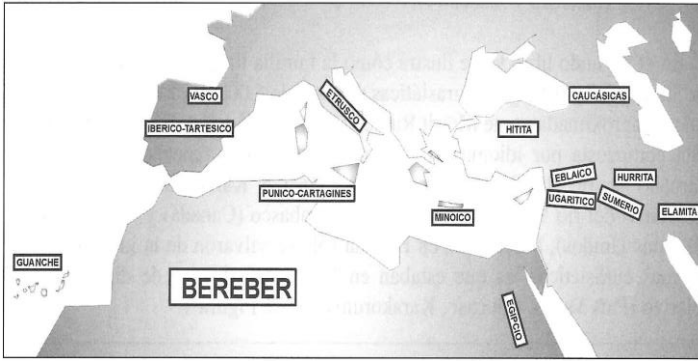 VASCO
CAUCÁSICAS
ETRUSCO
IBERICO-TARTESICO
HITITA
EBLAICO
HURRITA
PUNICO-CARTAGINES
UGARITICO
SUMERIO
MINOICO
ELAMITA
GUANCHE
BEREBER
EGIPCIO